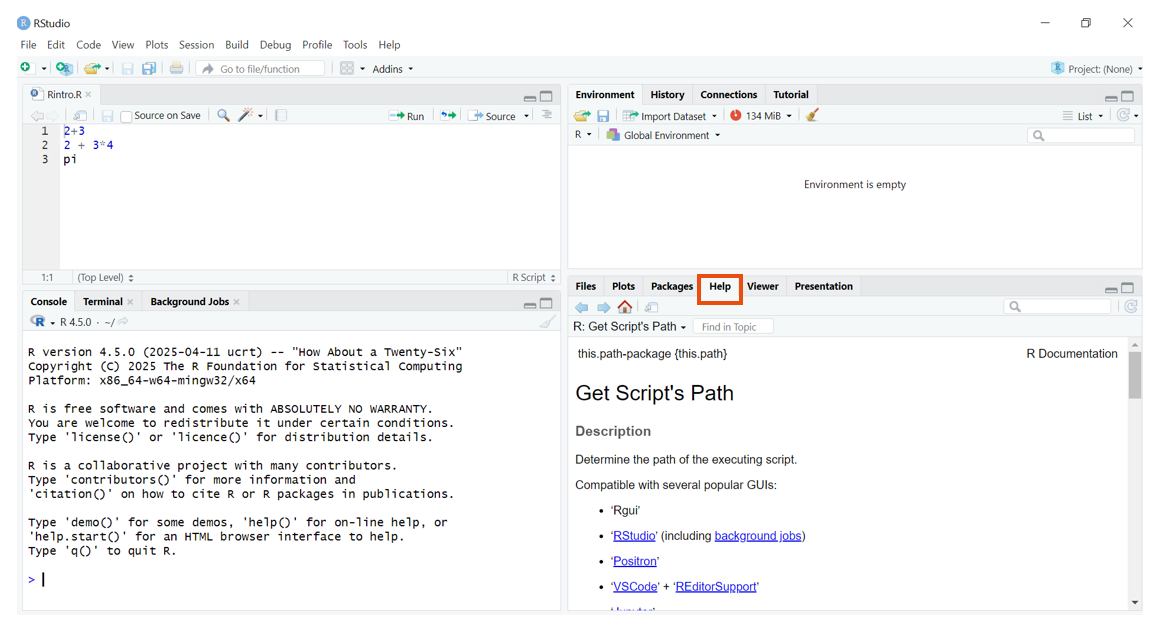 RStudio
File Edit Code View Plots Session Build Debug Profile Tools Help
Go to file/function Addins Project: (None)
Rintro.R
Source on Save Run Source
1 2+3
2 2 + 3*4
3 pi
1:1 (Top Level) R Script
Console Terminal Background Jobs
R 4.5.0 · ~/
R version 4.5.0 (2025-04-11 ucrt) -- "How About a Twenty-Six"
Copyright (C) 2025 The R Foundation for Statistical Computing
Platform: x86_64-w64-mingw32/x64
R is free software and comes with ABSOLUTELY NO WARRANTY.
You are welcome to redistribute it under certain conditions.
Type 'license()' or 'licence()' for distribution details.
R is a collaborative project with many contributors.
Type 'contributors()' for more information and
'citation()' on how to cite R or R packages in publications.
Type 'demo()' for some demos, 'help()' for on-line help, or
'help.start()' for an HTML browser interface to help.
Type 'q()' to quit R.
>
Environment History Connections Tutorial
Import Dataset 134 MiB List
R Global Environment
Environment is empty
Files Plots Packages Help Viewer Presentation
R: Get Script's Path Find in Topic
this.path-package {this.path} R Documentation
Get Script's Path
Description
Determine the path of the executing script.
Compatible with several popular GUIs:
• ‘Rgui’
• ‘RStudio’ (including background jobs)
• ‘Positron’
• ‘VSCode’ + ‘REditorSupport’